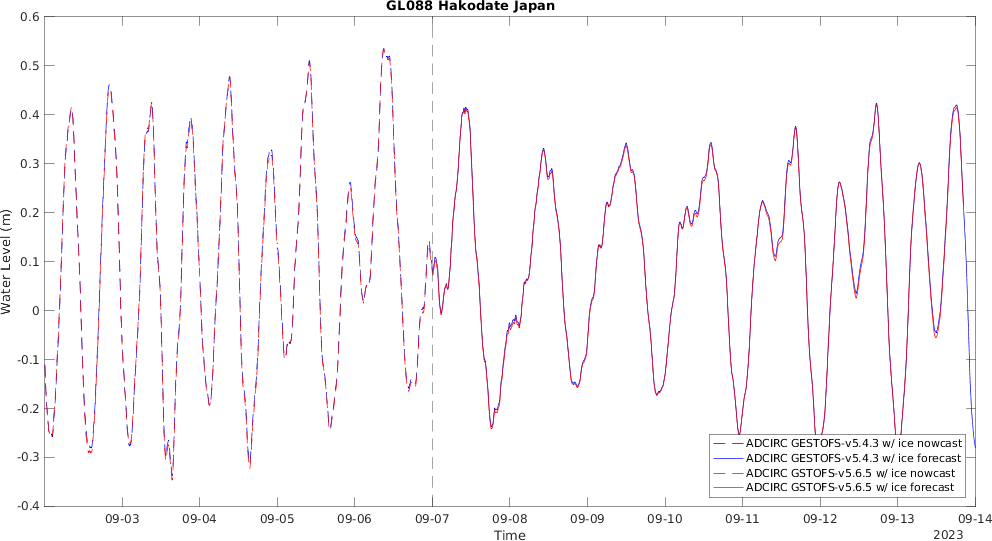 GL088 Hakodate Japan
0.6
0.5
0.4
0.3
0.2
0.1
0
-0.1
-0.2
-0.3
-0.4
Water Level (m)
ADCIRC GESTOFS-v5.4.3 w/ ice nowcast
ADCIRC GESTOFS-v5.4.3 w/ ice forecast
ADCIRC GSTOFS-v5.6.5 w/ ice nowcast
ADCIRC GSTOFS-v5.6.5 w/ ice forecast
09-03 09-04 09-05 09-06 09-07 09-08 09-09 09-10 09-11 09-12 09-13 09-14
Time
2023